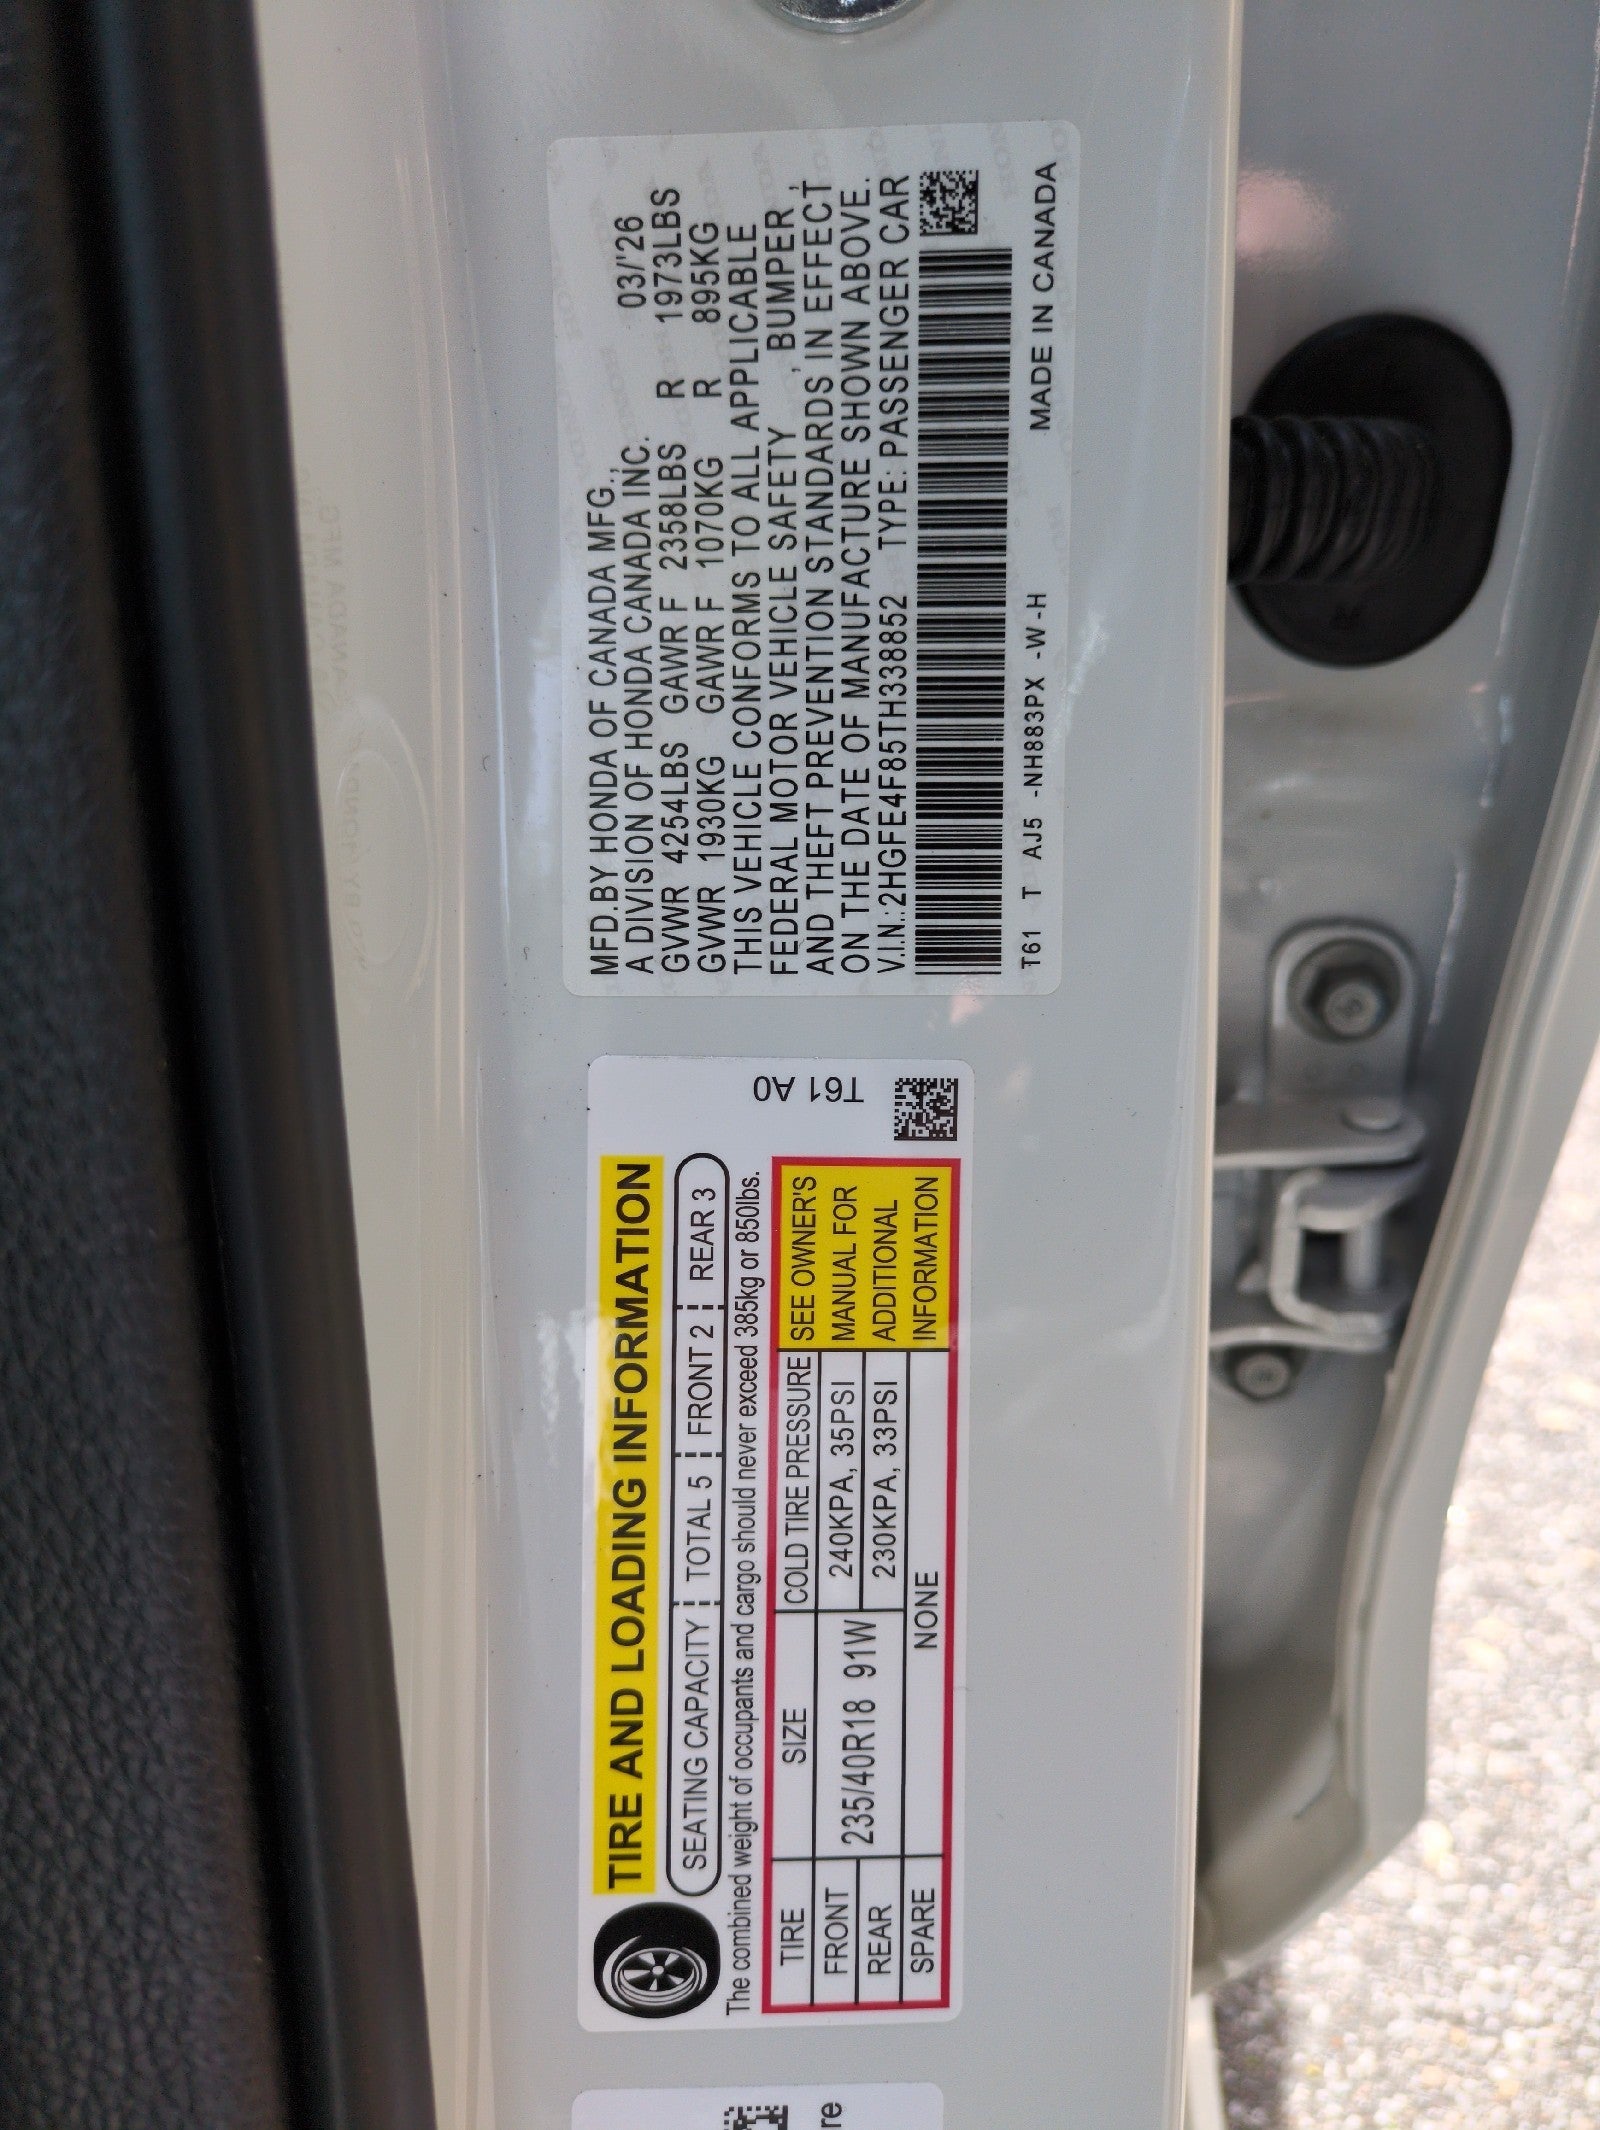 MFD.BY HONDA OF CANADA MFG.,
A DIVISION OF HONDA CANADA INC. 03/'26
GVWR 4254LBS GAWR F 2358LBS R 1973LBS
GVWR 1930KG GAWR F 1070KG R 895KG
THIS VEHICLE CONFORMS TO ALL APPLICABLE
FEDERAL MOTOR VEHICLE SAFETY, BUMPER,
AND THEFT PREVENTION STANDARDS IN EFFECT
ON THE DATE OF MANUFACTURE SHOWN ABOVE.
V.I.N.:2HGFE4F85TH338852 TYPE: PASSENGER CAR
T61 T AJ5 -NH883PX -W-H MADE IN CANADA
TIRE AND LOADING INFORMATION
SEATING CAPACITY TOTAL 5 FRONT 2 REAR 3
The combined weight of occupants and cargo should never exceed 385kg or 850lbs.
TIRE SIZE COLD TIRE PRESSURE SEE OWNER'S
FRONT 235/40R18 91W 240KPA, 35PSI MANUAL FOR
REAR 230KPA, 33PSI ADDITIONAL
SPARE NONE INFORMATION
T61 A0
re